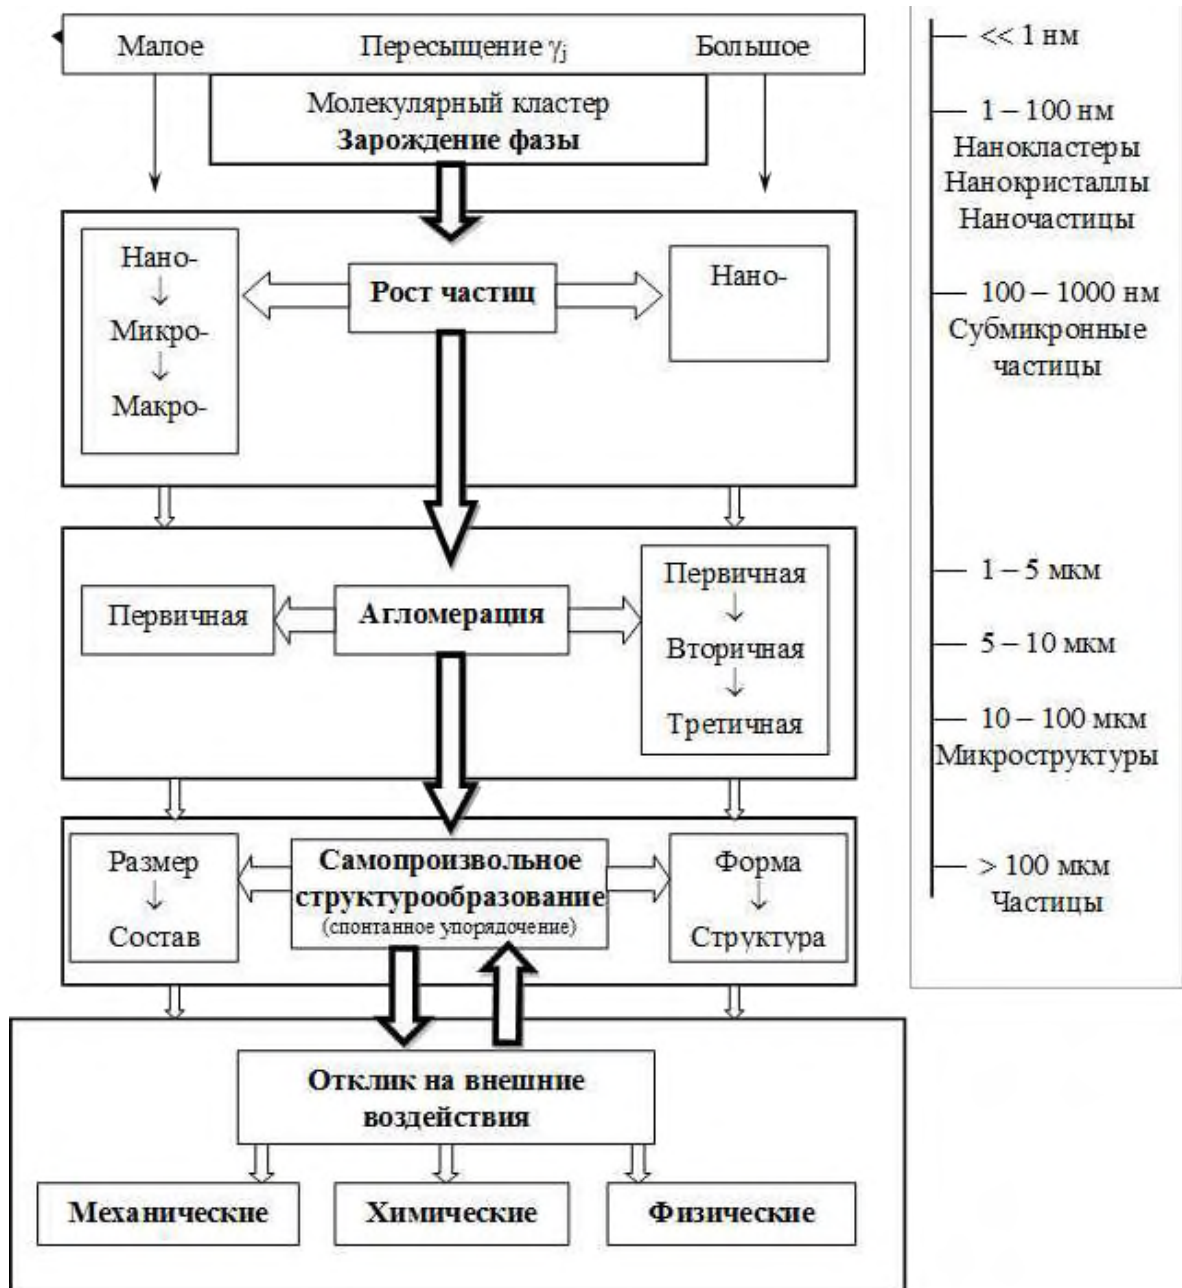 Малое Пересыщение γj Большое
Молекулярный кластер
Зарождение фазы
Нано-
Микро-
Макро-
Рост частиц
Нано-
Первичная
Агломерация
Первичная
Вторичная
Третичная
Размер
Состав
Самопроизвольное
структурообразование
(спонтанное упорядочение)
Форма
Структура
Отклик на внешние
воздействия
Механические
Химические
Физические
<< 1 нм
1 – 100 нм
Нанокластеры
Нанокристаллы
Наночастицы
100 – 1000 нм
Субмикронные
частицы
1 – 5 мкм
5 – 10 мкм
10 – 100 мкм
Микроструктуры
> 100 мкм
Частицы